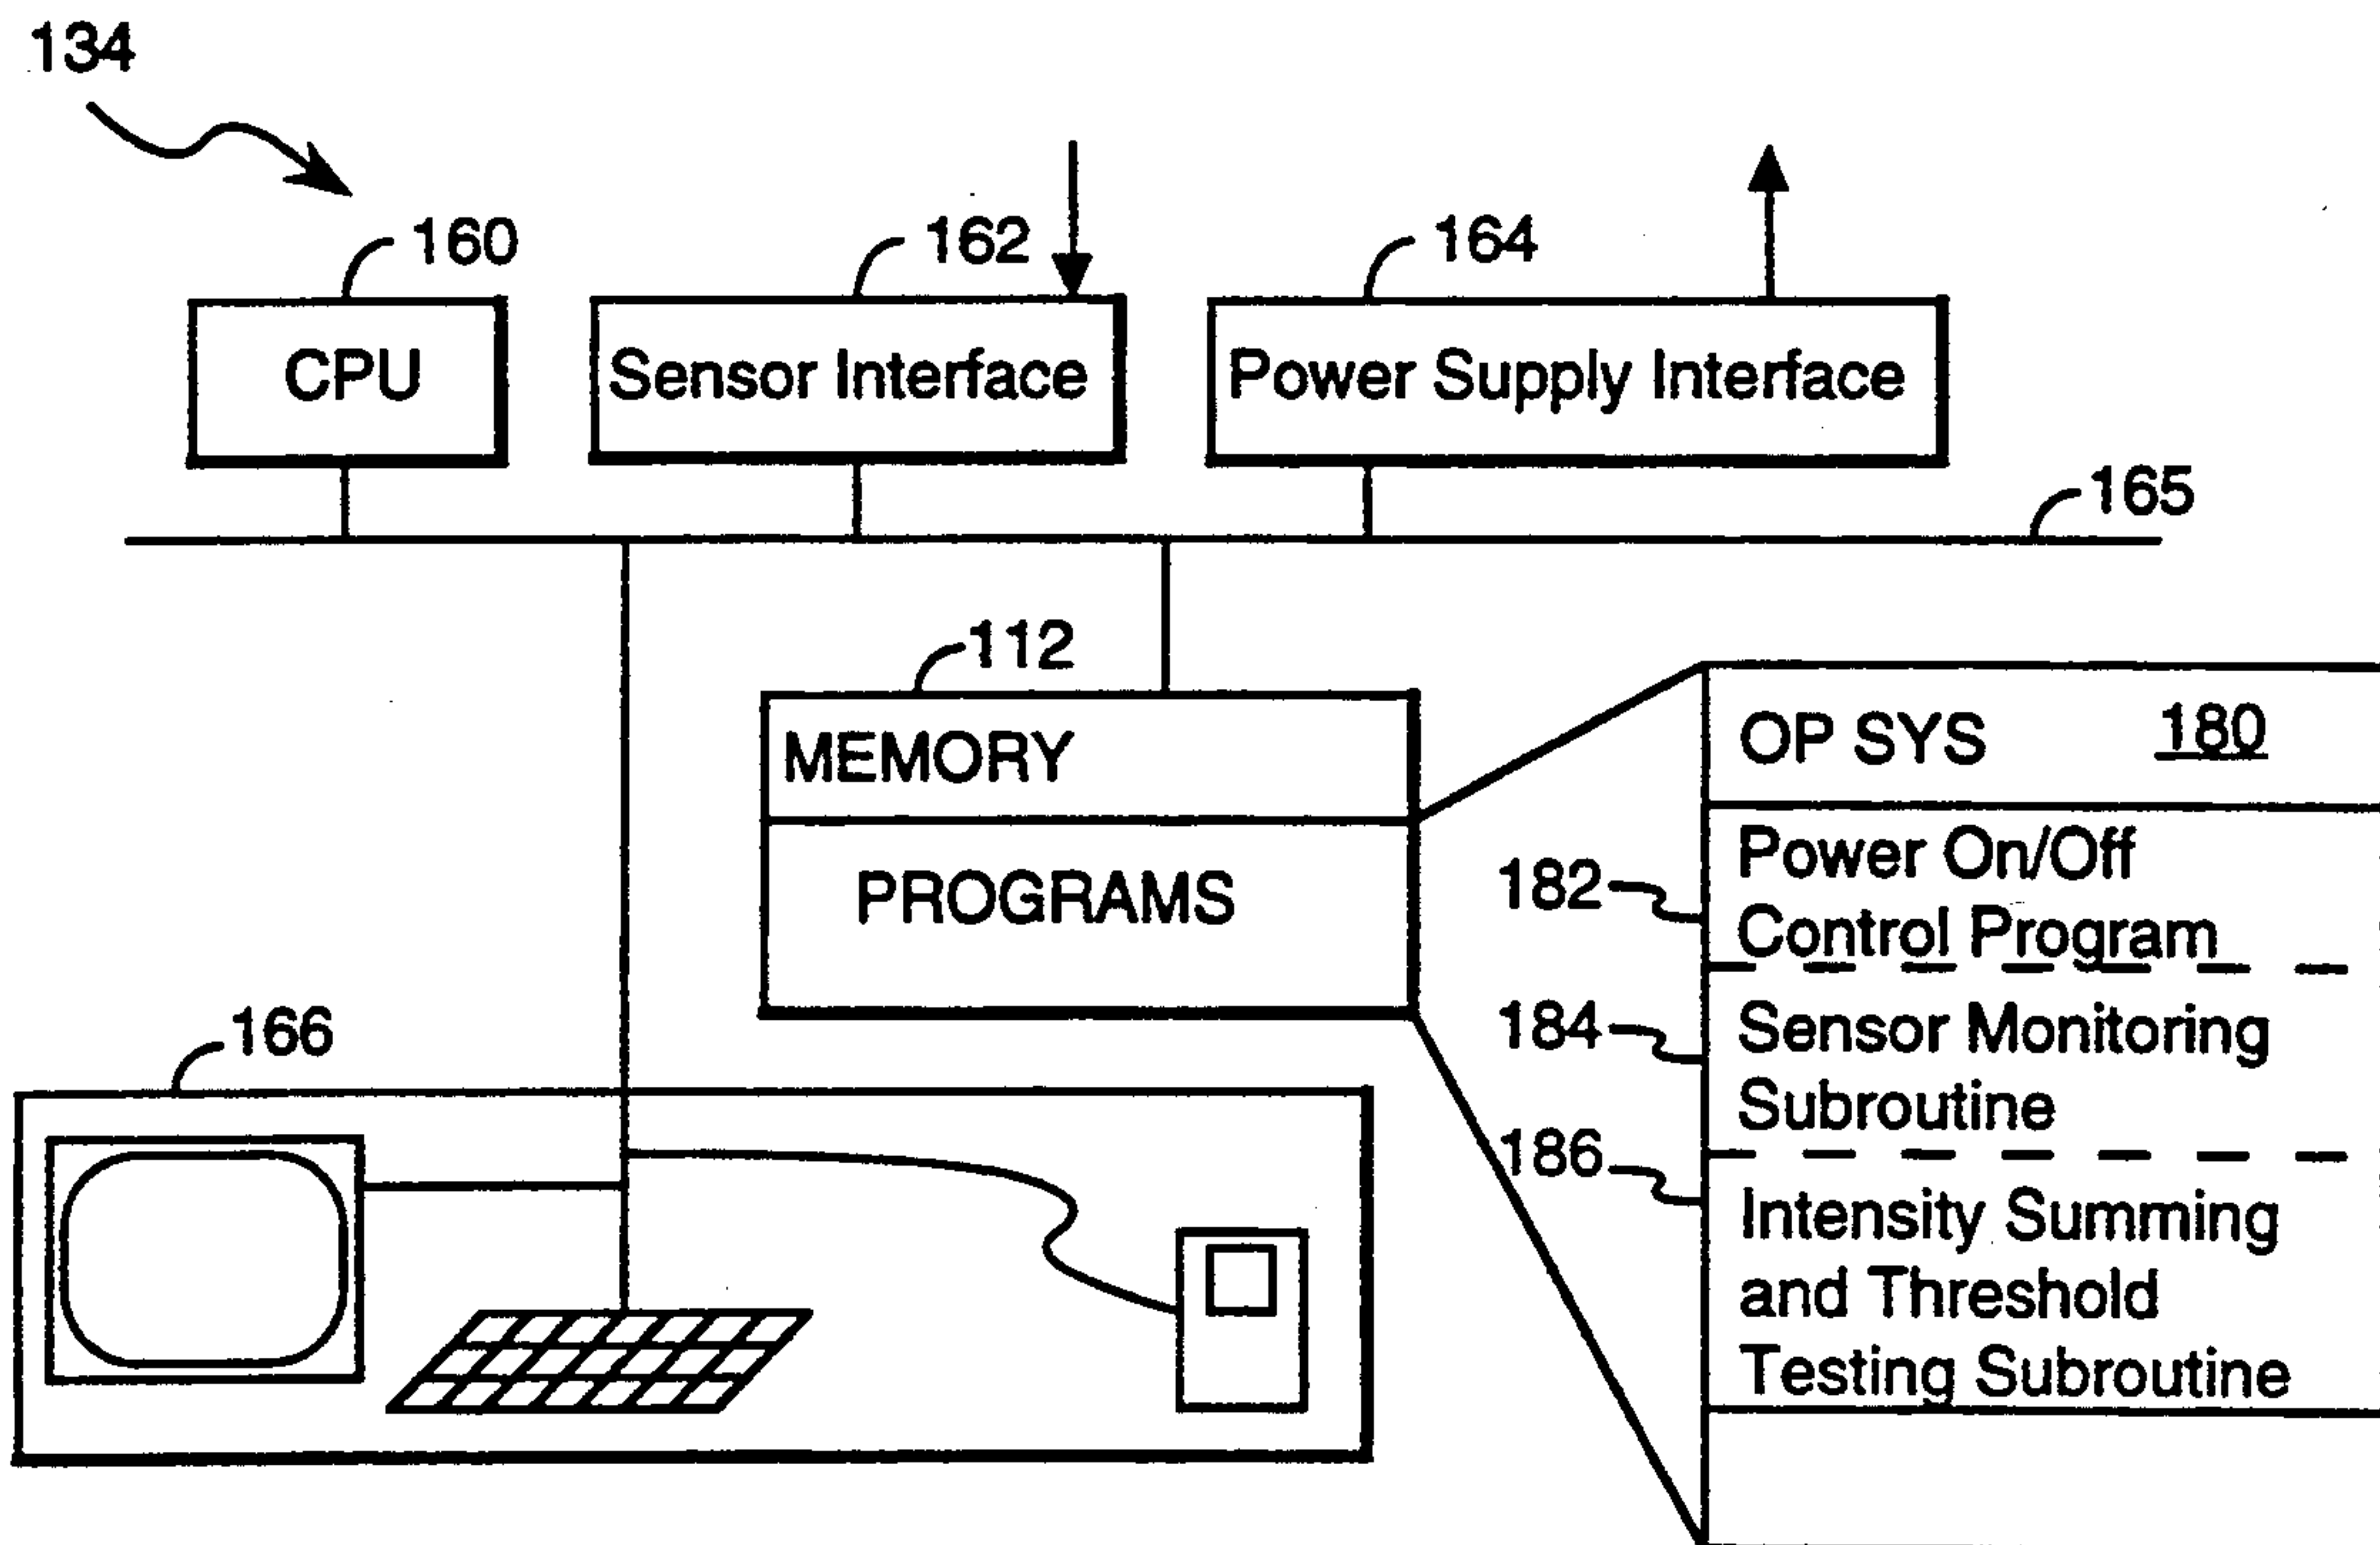 134
160
162
164
CPU
Sensor Interface
Power Supply Interface
165
112
MEMORY
PROGRAMS
OP SYS 180
182
Power On/Off
Control Program
184
Sensor Monitoring
Subroutine
186
Intensity Summing
and Threshold
Testing Subroutine
166